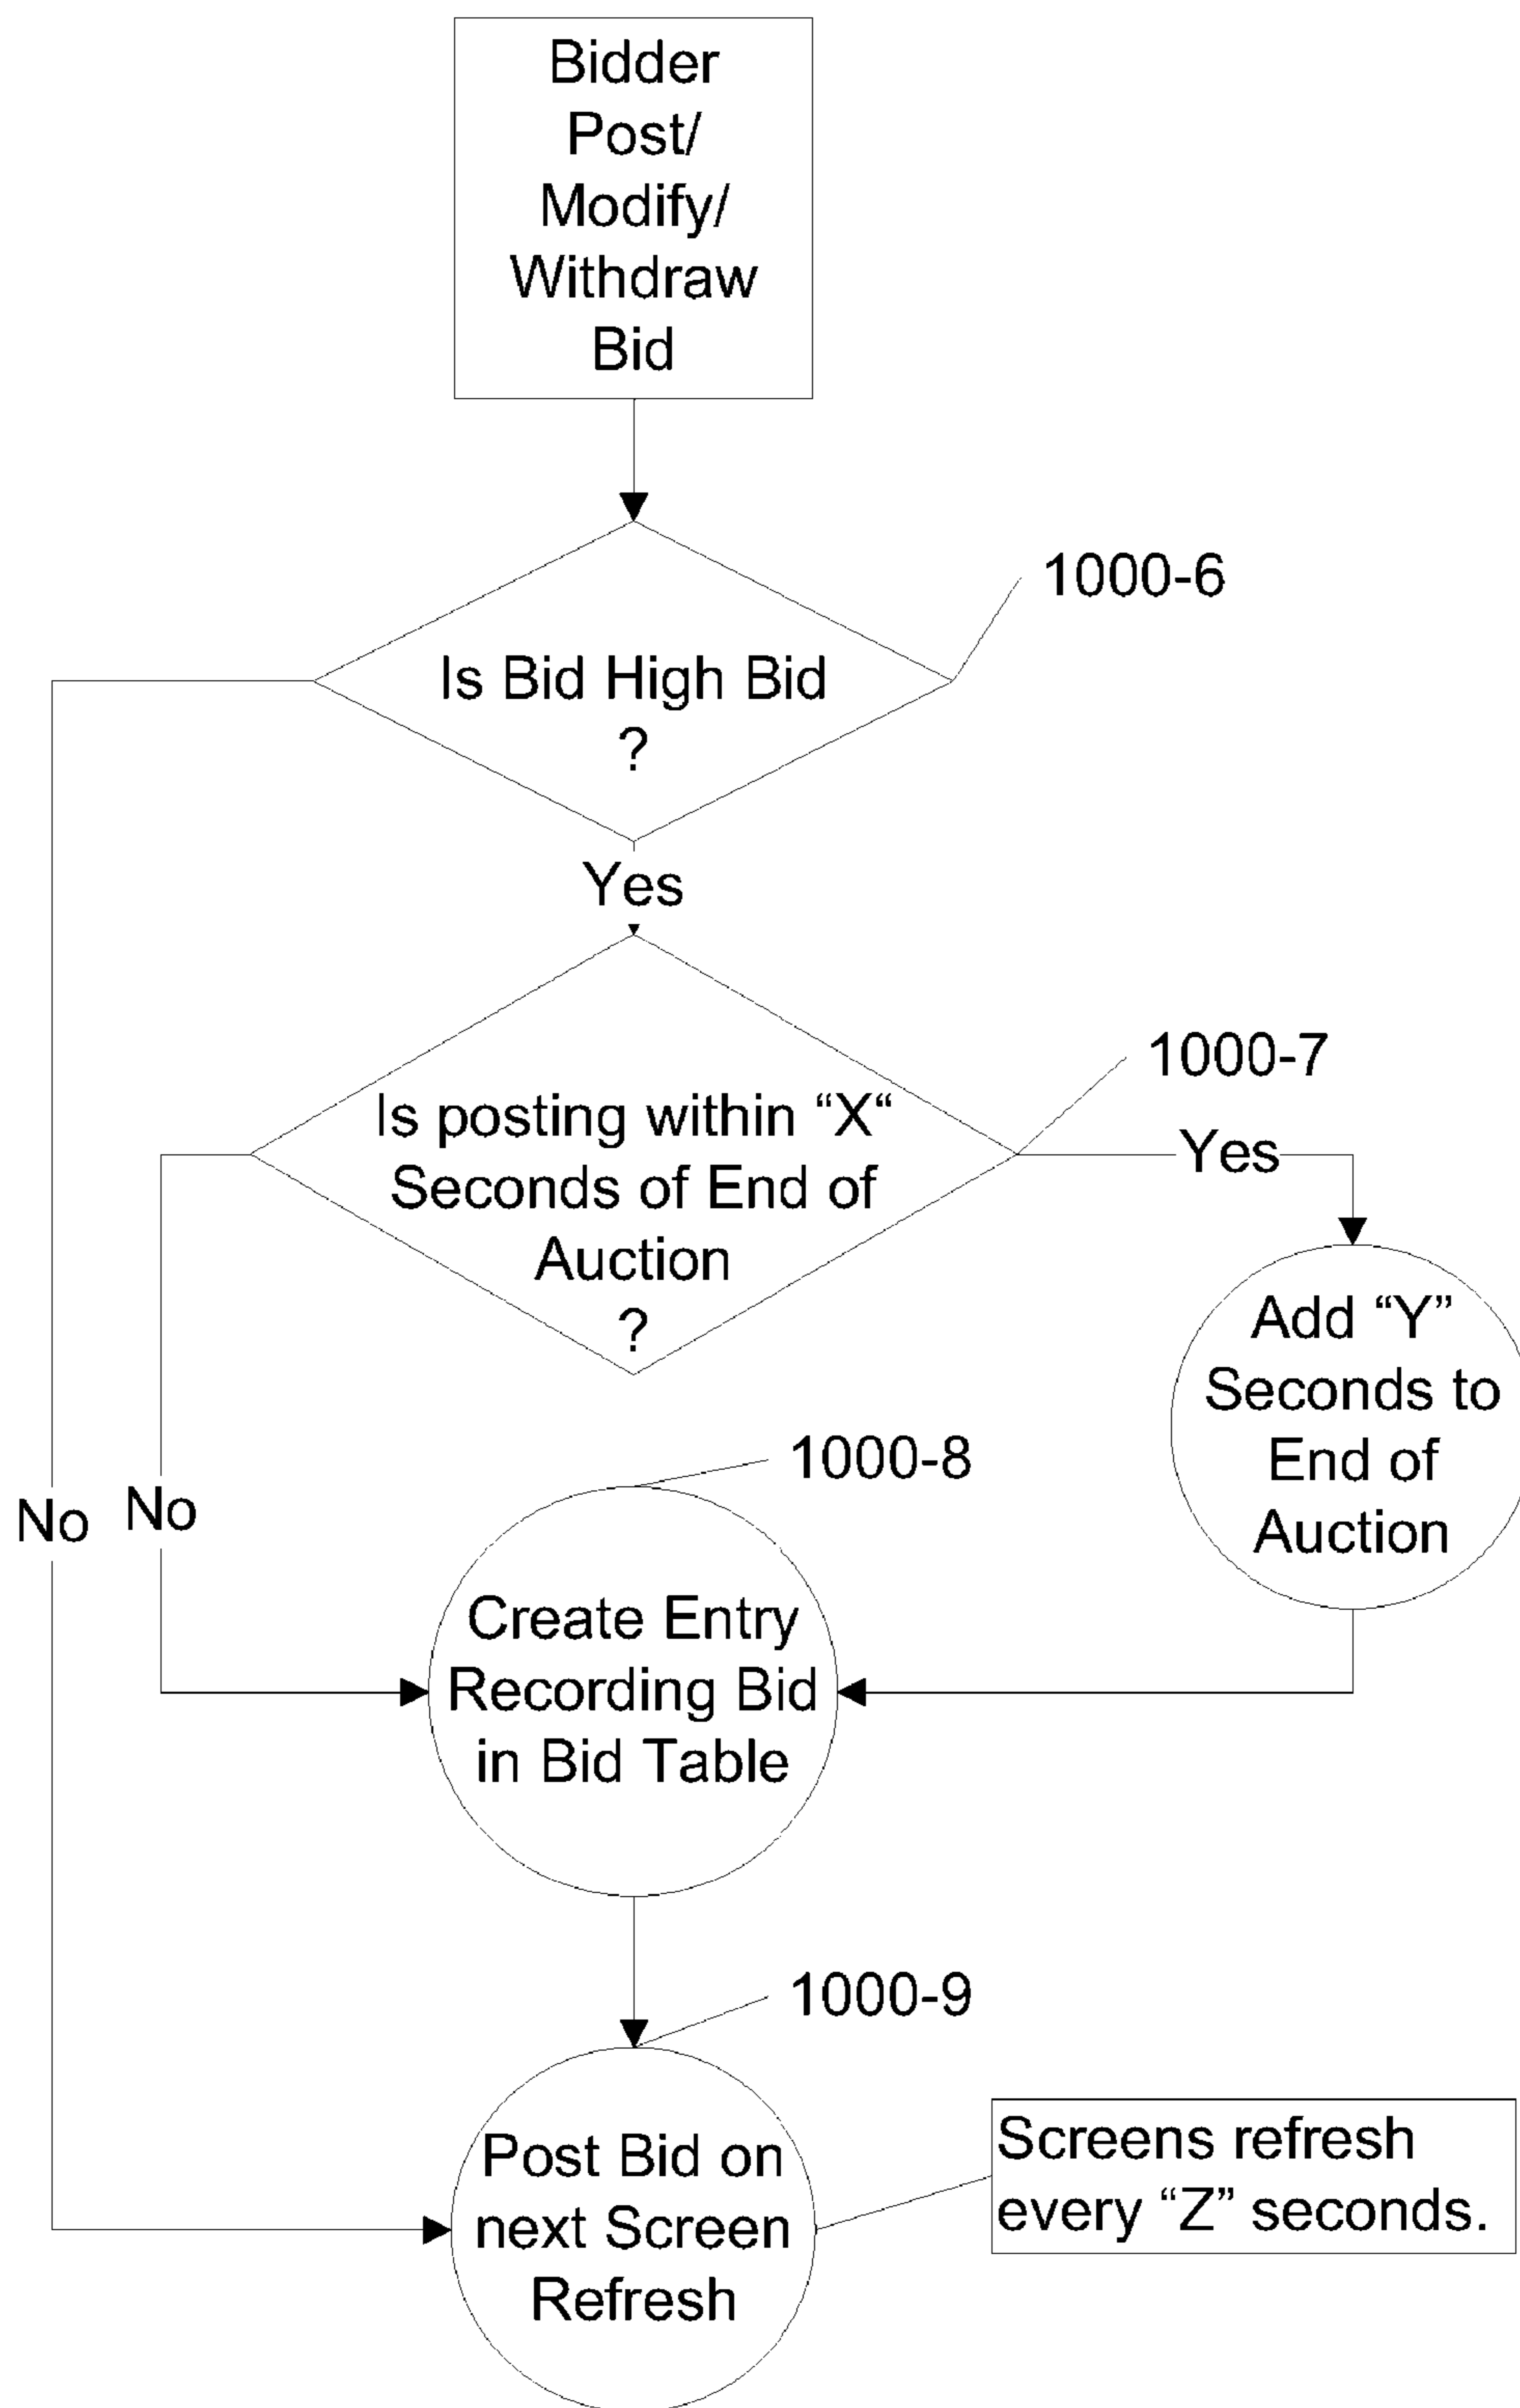 Bidder
Post/
Modify/
Withdraw
Bid
1000-6
Is Bid High Bid
?
Yes
1000-7
Is posting within “X“
Seconds of End of
Auction
?
Yes
Add “Y”
Seconds to
End of
Auction
1000-8
No
No
Create Entry
Recording Bid
in Bid Table
1000-9
Post Bid on
next Screen
Refresh
Screens refresh
every “Z” seconds.